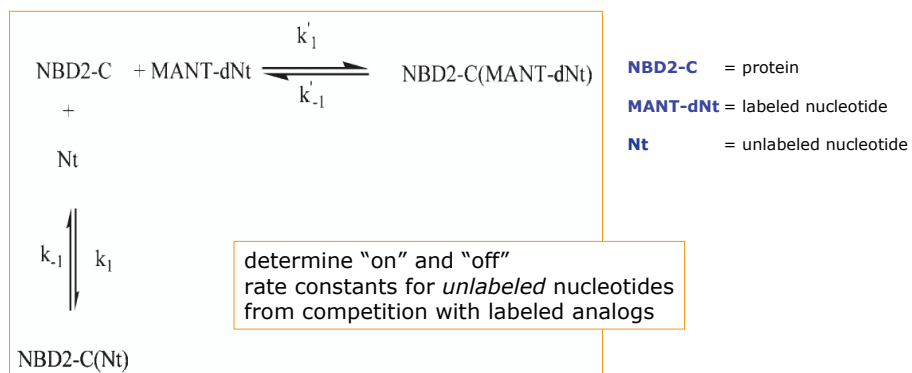 k'1
NBD2-C + MANT-dNt NBD2-C(MANT-dNt)
k'-1
+
Nt
k-1 k1
NBD2-C(Nt)
determine “on” and “off”
rate constants for unlabeled nucleotides
from competition with labeled analogs
NBD2-C = protein
MANT-dNt = labeled nucleotide
Nt = unlabeled nucleotide